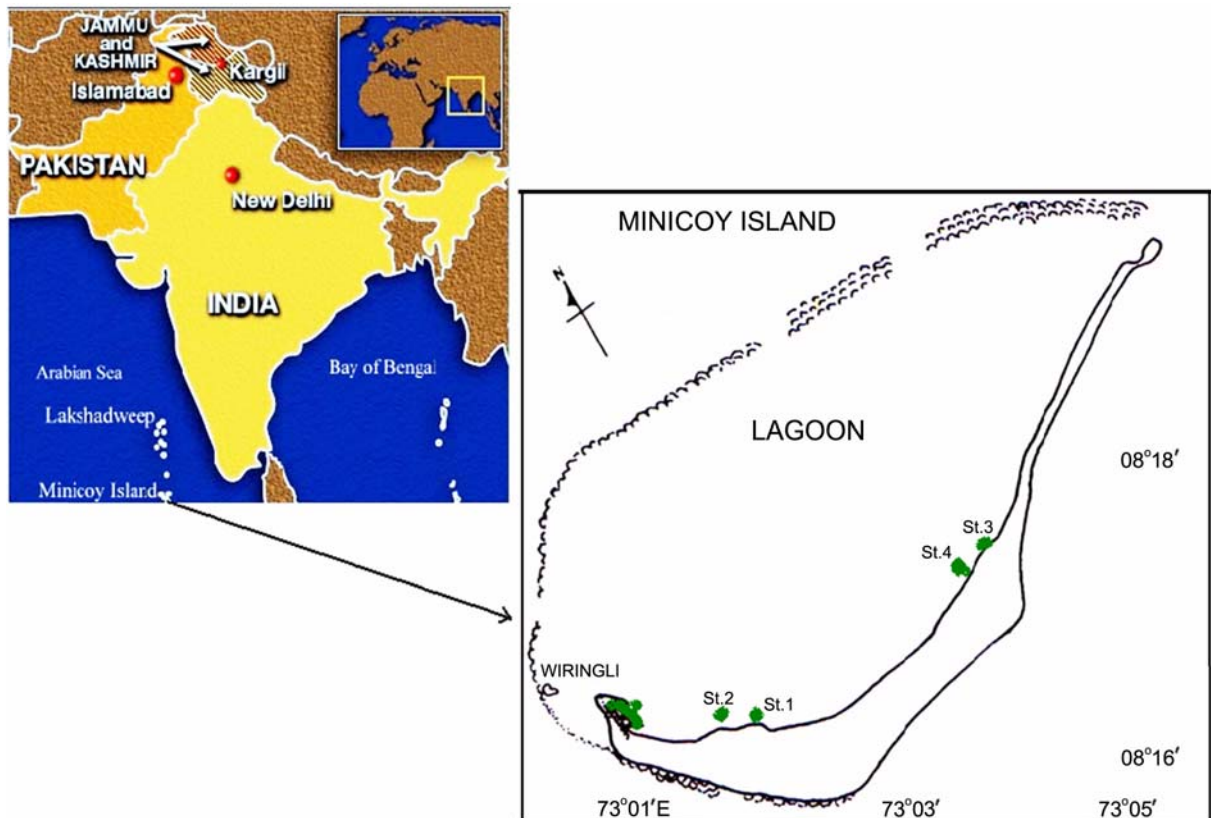 JAMMU
and
KASHMIR
Kargil
Islamabad
PAKISTAN
New Delhi
INDIA
Arabian Sea
Bay of Bengal
Lakshadweep
Minicoy Island
MINICOY ISLAND
N
LAGOON
08°18′
St.3
St.4
WIRINGLI
St.2
St.1
08°16′
73°01′E
73°03′
73°05′